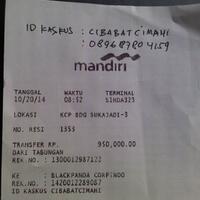 ID KASKUS : CIBABATCIMAHI
: 089687804159
mandiri
TANGGAL WAKTU TERMINAL
10/20/14 08:52 S1HDA323
LOKASI KCP BDG SUKAJADI-3
NO. RESI 1353
TRANSFER RP. 950,000.00
DARI TABUNGAN
REK.NO. : 1300012987122
KE : BLACKPANDA CORPINDO
REK.NO. : 1420012289087
ID KASKUS CIBABATCIMAHI